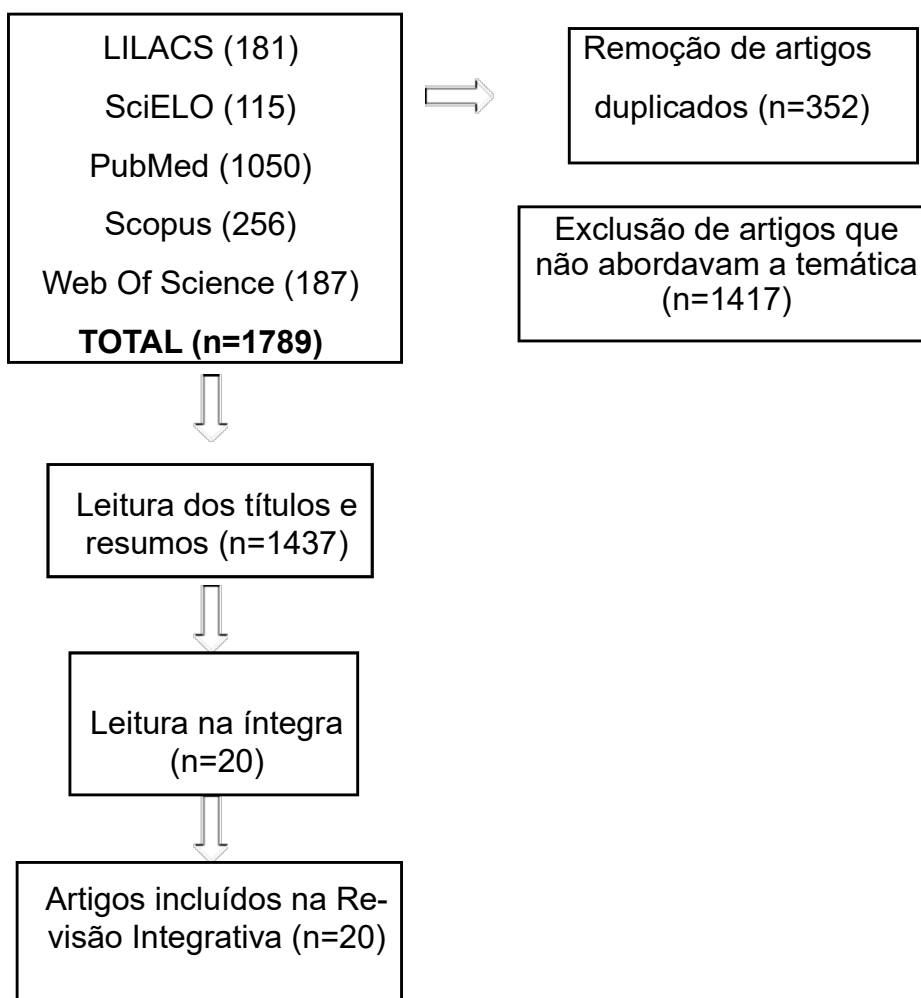 LILACS (181)
SciELO (115)
PubMed (1050)
Scopus (256)
Web Of Science (187)
TOTAL (n=1789)
Remoção de artigos
duplicados (n=352)
Exclusão de artigos que
não abordavam a temática
(n=1417)
Leitura dos títulos e
resumos (n=1437)
Leitura na íntegra
(n=20)
Artigos incluídos na Re-
visão Integrativa (n=20)